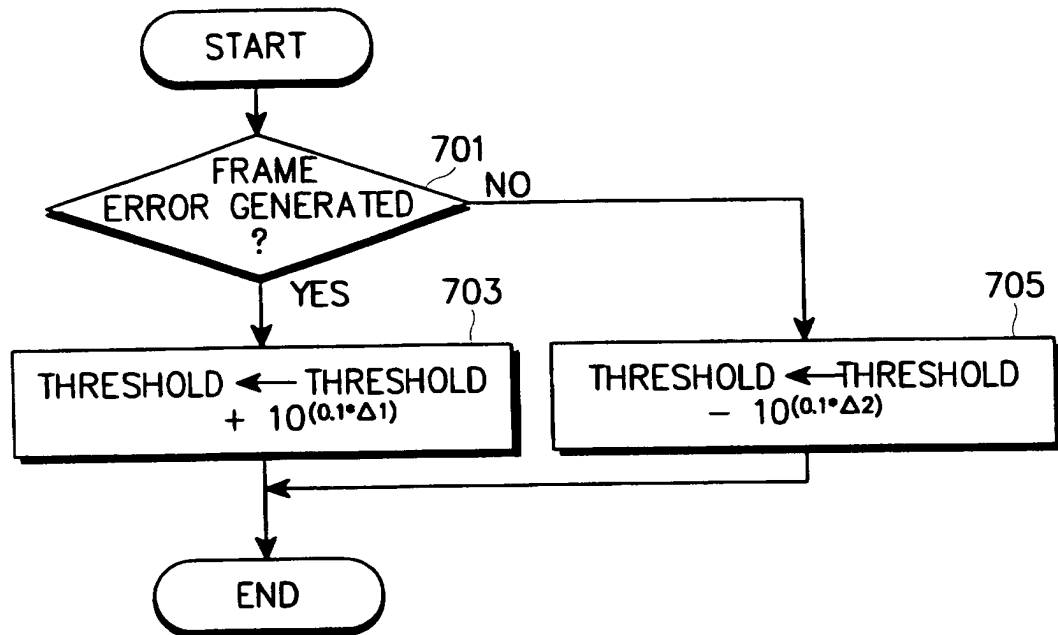 START
701
FRAME
ERROR GENERATED
?
NO
YES
703
THRESHOLD ← THRESHOLD
+ 10^(0.1*Δ1)
705
THRESHOLD ← THRESHOLD
− 10^(0.1*Δ2)
END